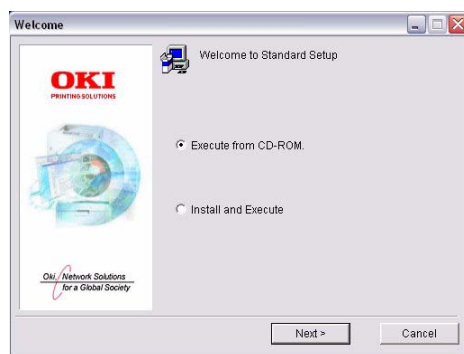 Welcome
Welcome to Standard Setup
OKI
PRINTING SOLUTIONS
Execute from CD-ROM.
Install and Execute
Oki, Network Solutions
for a Global Society
Next >
Cancel